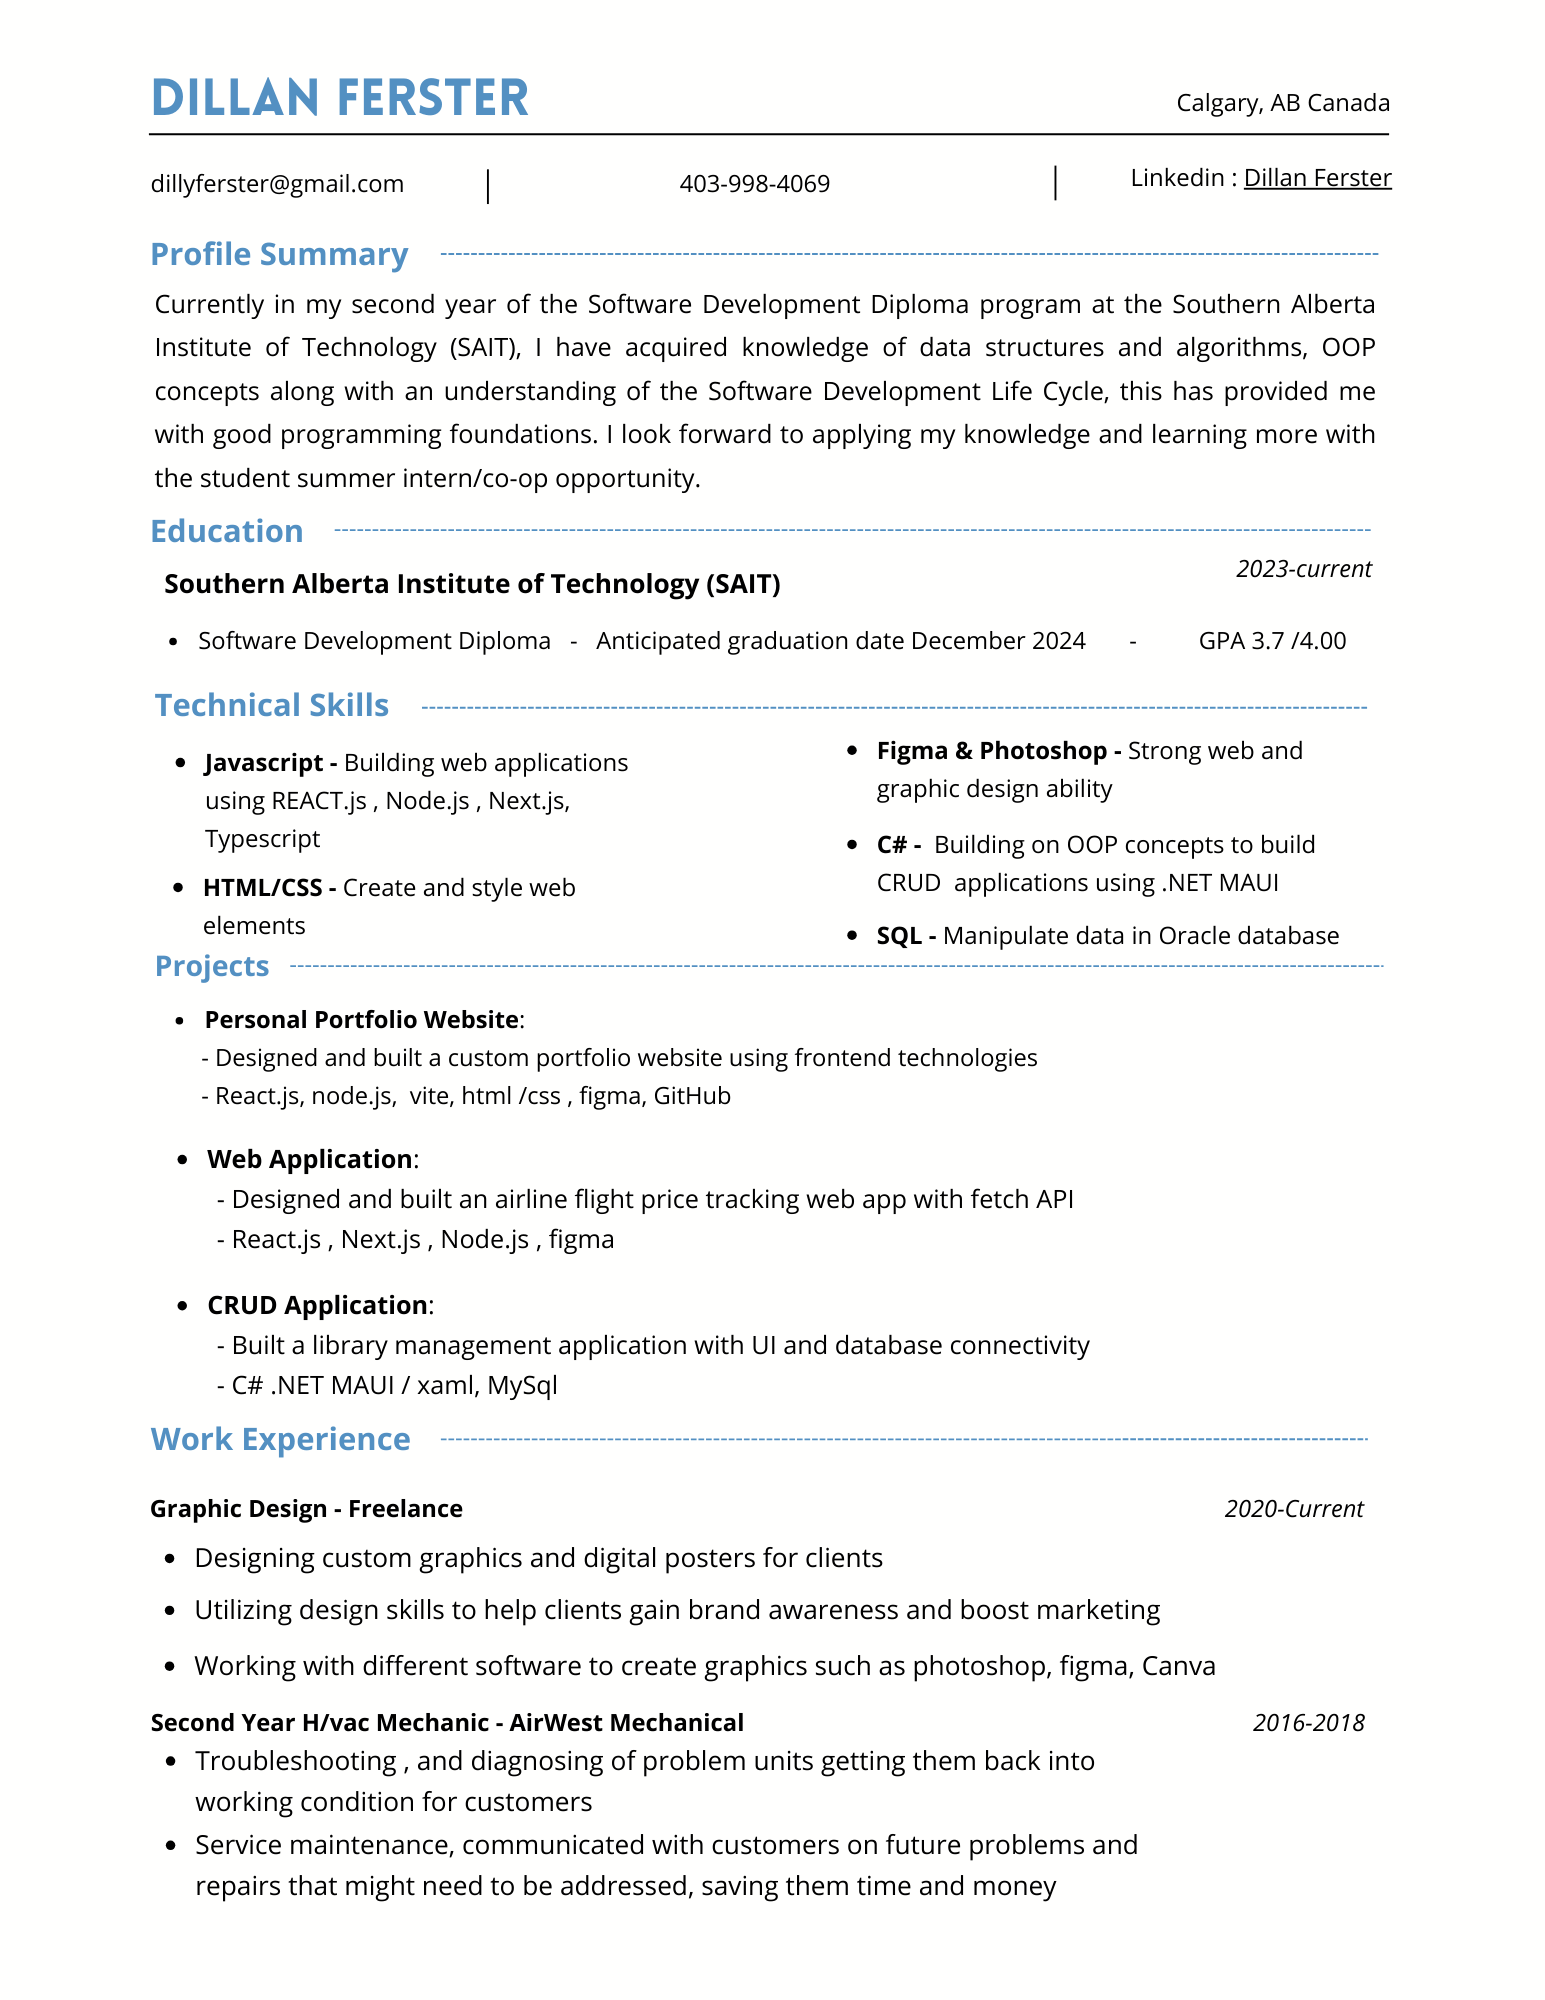 DILLAN FERSTER
Calgary, AB Canada
dillyferster@gmail.com | 403-998-4069 | Linkedin : Dillan Ferster
Profile Summary
Currently in my second year of the Software Development Diploma program at the Southern Alberta
Institute of Technology (SAIT), I have acquired knowledge of data structures and algorithms, OOP
concepts along with an understanding of the Software Development Life Cycle, this has provided me
with good programming foundations. I look forward to applying my knowledge and learning more with
the student summer intern/co-op opportunity.
Education
2023-current
Southern Alberta Institute of Technology (SAIT)
• Software Development Diploma - Anticipated graduation date December 2024 - GPA 3.7 /4.00
Technical Skills
• Javascript - Building web applications
using REACT.js , Node.js , Next.js,
Typescript
• HTML/CSS - Create and style web
elements
• Figma & Photoshop - Strong web and
graphic design ability
• C# - Building on OOP concepts to build
CRUD applications using .NET MAUI
• SQL - Manipulate data in Oracle database
Projects
• Personal Portfolio Website:
- Designed and built a custom portfolio website using frontend technologies
- React.js, node.js, vite, html /css , figma, GitHub
• Web Application:
- Designed and built an airline flight price tracking web app with fetch API
- React.js , Next.js , Node.js , figma
• CRUD Application:
- Built a library management application with UI and database connectivity
- C# .NET MAUI / xaml, MySql
Work Experience
Graphic Design - Freelance 2020-Current
• Designing custom graphics and digital posters for clients
• Utilizing design skills to help clients gain brand awareness and boost marketing
• Working with different software to create graphics such as photoshop, figma, Canva
Second Year H/vac Mechanic - AirWest Mechanical 2016-2018
• Troubleshooting , and diagnosing of problem units getting them back into
working condition for customers
• Service maintenance, communicated with customers on future problems and
repairs that might need to be addressed, saving them time and money